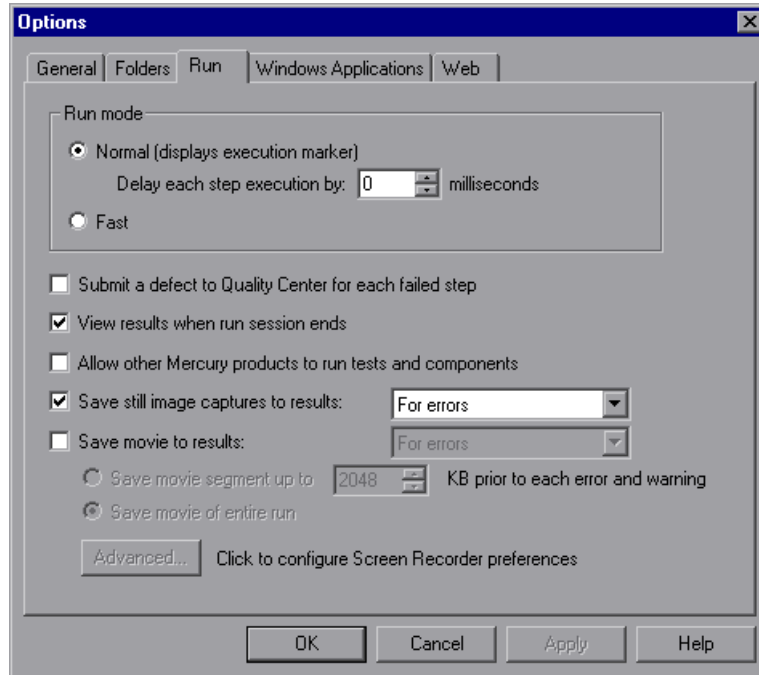 Options
General Folders Run Windows Applications Web
Run mode
Normal (displays execution marker)
Delay each step execution by: 0 milliseconds
Fast
Submit a defect to Quality Center for each failed step
View results when run session ends
Allow other Mercury products to run tests and components
Save still image captures to results: For errors
Save movie to results: For errors
Save movie segment up to 2048 KB prior to each error and warning
Save movie of entire run
Advanced... Click to configure Screen Recorder preferences
OK Cancel Apply Help